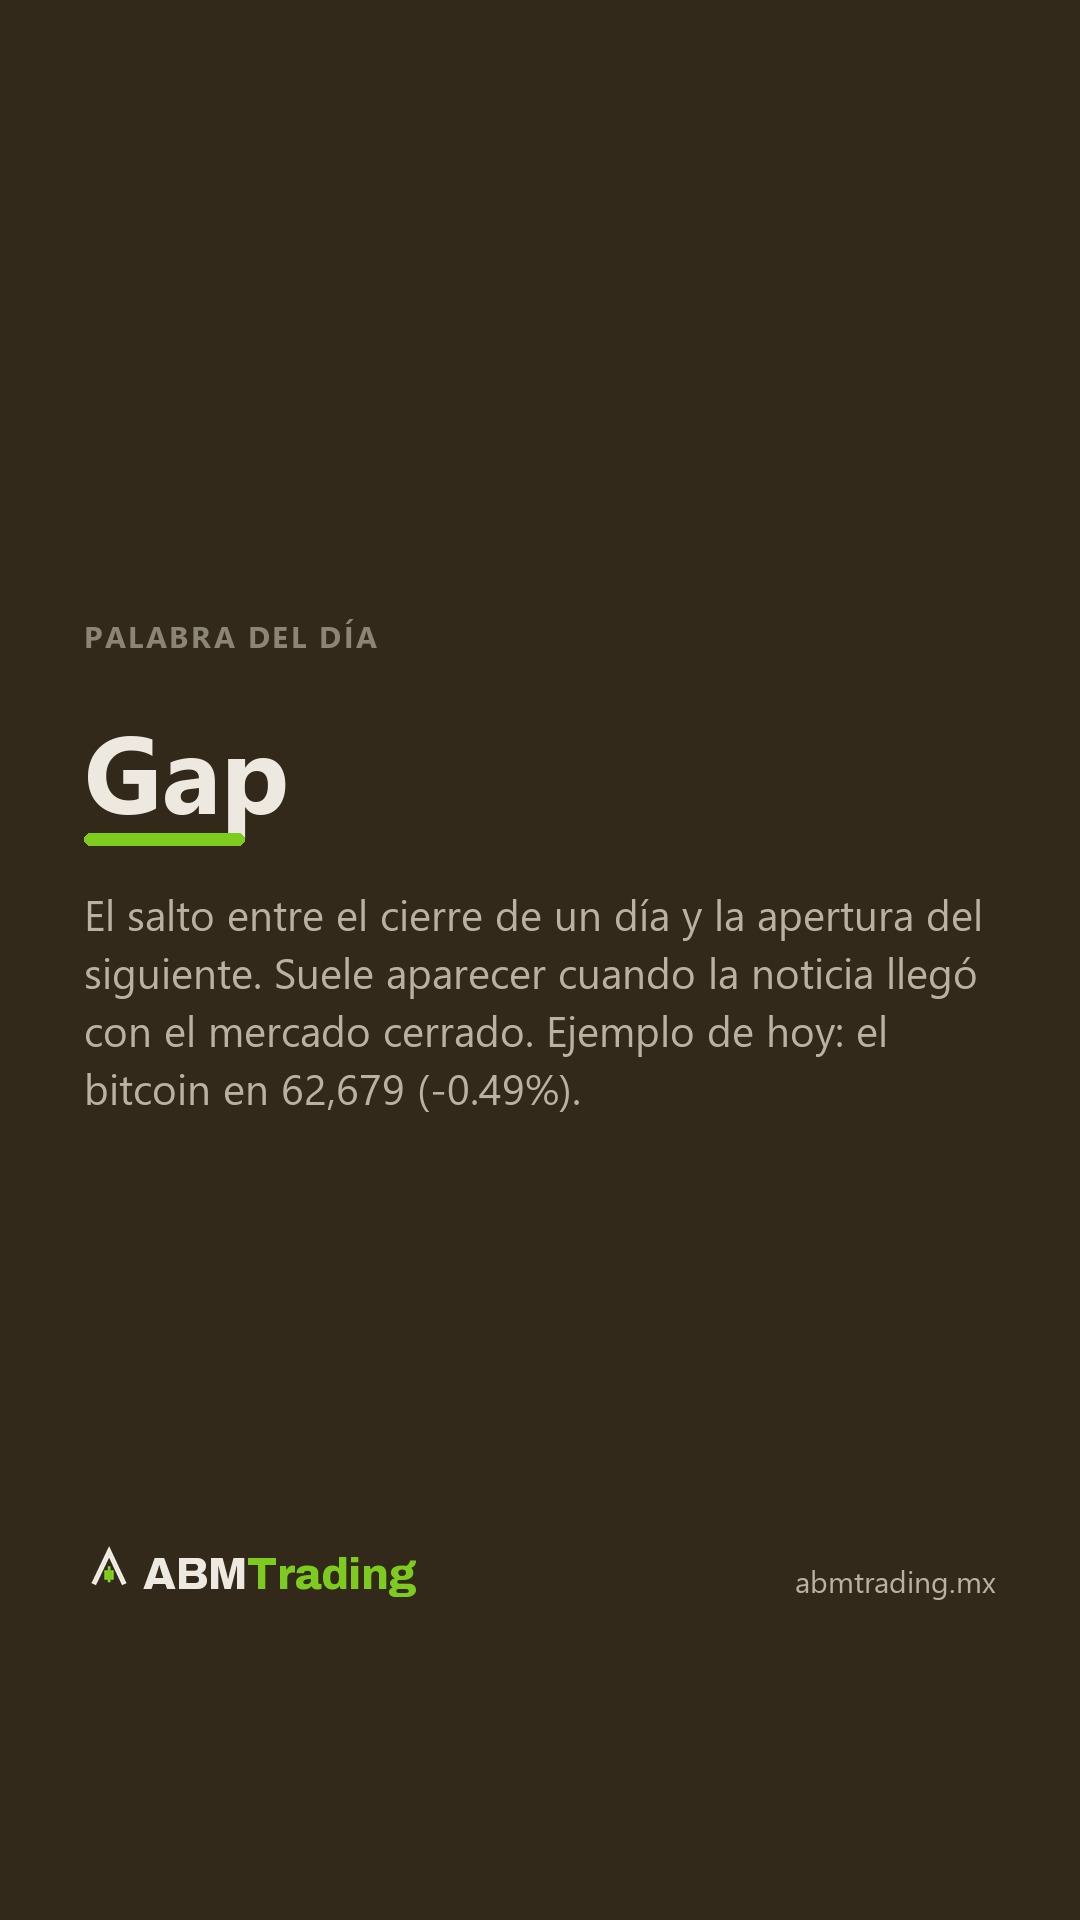 PALABRA DEL DÍA
Gap
El salto entre el cierre de un día y la apertura del
siguiente. Suele aparecer cuando la noticia llegó
con el mercado cerrado. Ejemplo de hoy: el
bitcoin en 62,679 (-0.49%).
ABMTrading
abmtrading.mx